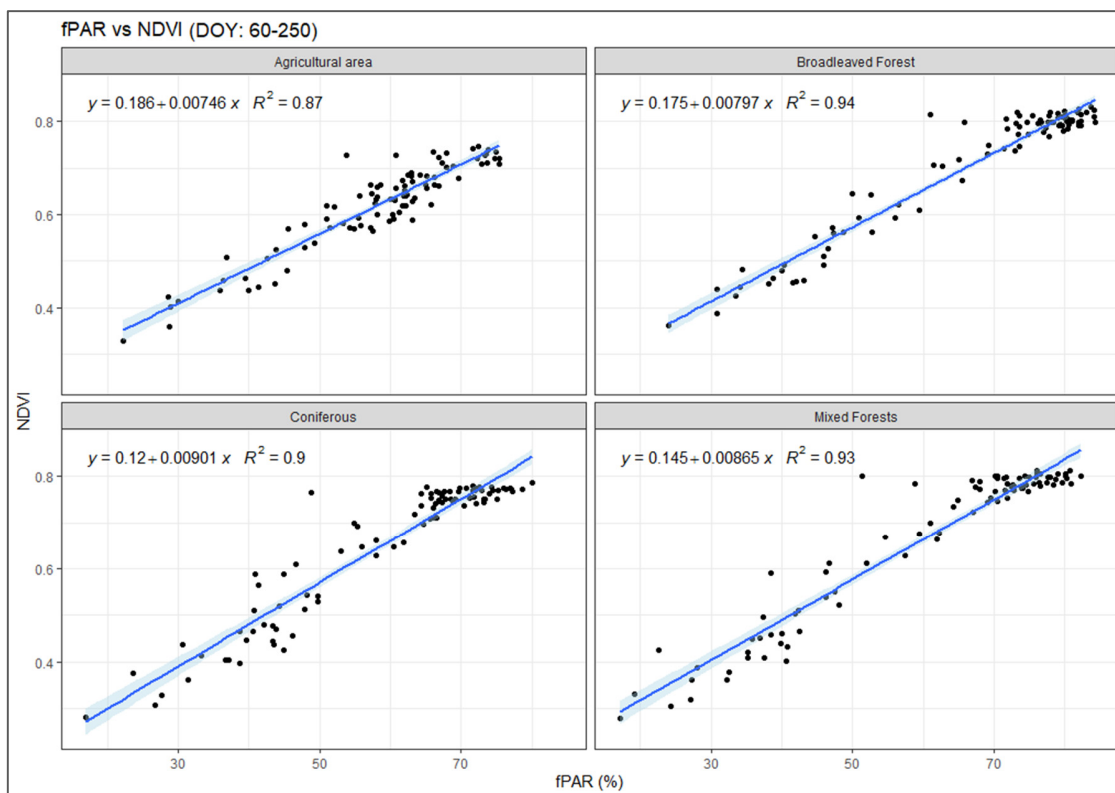 fPAR vs NDVI (DOY: 60-250)
Agricultural area
Broadleaved Forest
y = 0.186+0.00746 x R² = 0.87
y = 0.175+0.00797 x R² = 0.94
0.8
0.6
0.4
NDVI
Coniferous
Mixed Forests
y = 0.12+0.00901 x R² = 0.9
y = 0.145+0.00865 x R² = 0.93
0.8
0.6
0.4
30 50 70 30 50 70
fPAR (%)